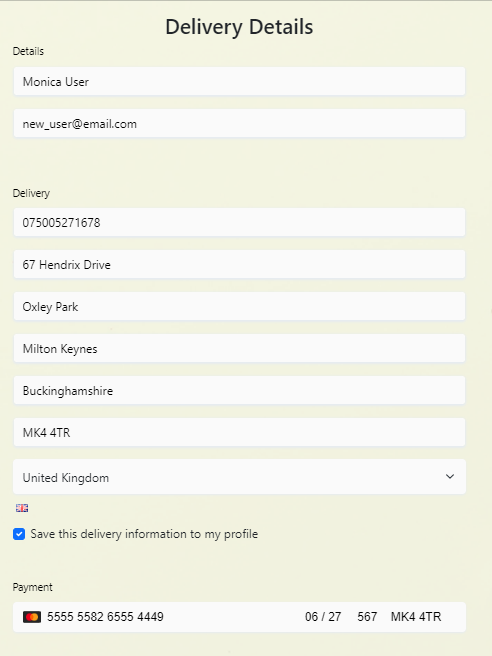 Delivery Details
Details
Monica User
new_user@email.com
Delivery
075005271678
67 Hendrix Drive
Oxley Park
Milton Keynes
Buckinghamshire
MK4 4TR
United Kingdom
Save this delivery information to my profile
Payment
5555 5582 6555 4449 06 / 27 567 MK4 4TR